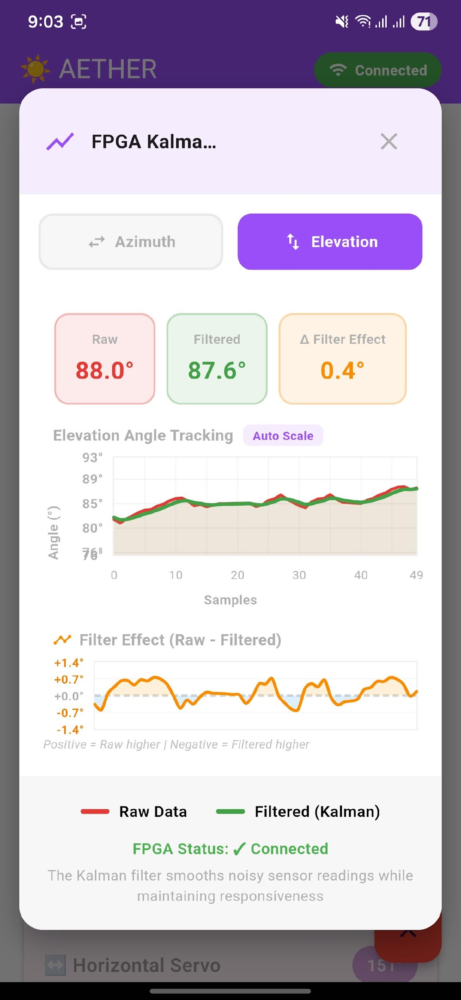 9:03
71
AETHER
Connected
FPGA Kalma...
Azimuth
Elevation
Raw
Filtered
Δ Filter Effect
88.0°
87.6°
0.4°
Elevation Angle Tracking
Auto Scale
93°
89°
85°
80°
Angle (°)
0 10 20 30 40 49
Samples
Filter Effect (Raw - Filtered)
+1.4°
+0.7°
+0.0°
-0.7°
-1.4°
Positive = Raw higher | Negative = Filtered higher
Raw Data
Filtered (Kalman)
FPGA Status: ✓ Connected
The Kalman filter smooths noisy sensor readings while
maintaining responsiveness
Horizontal Servo